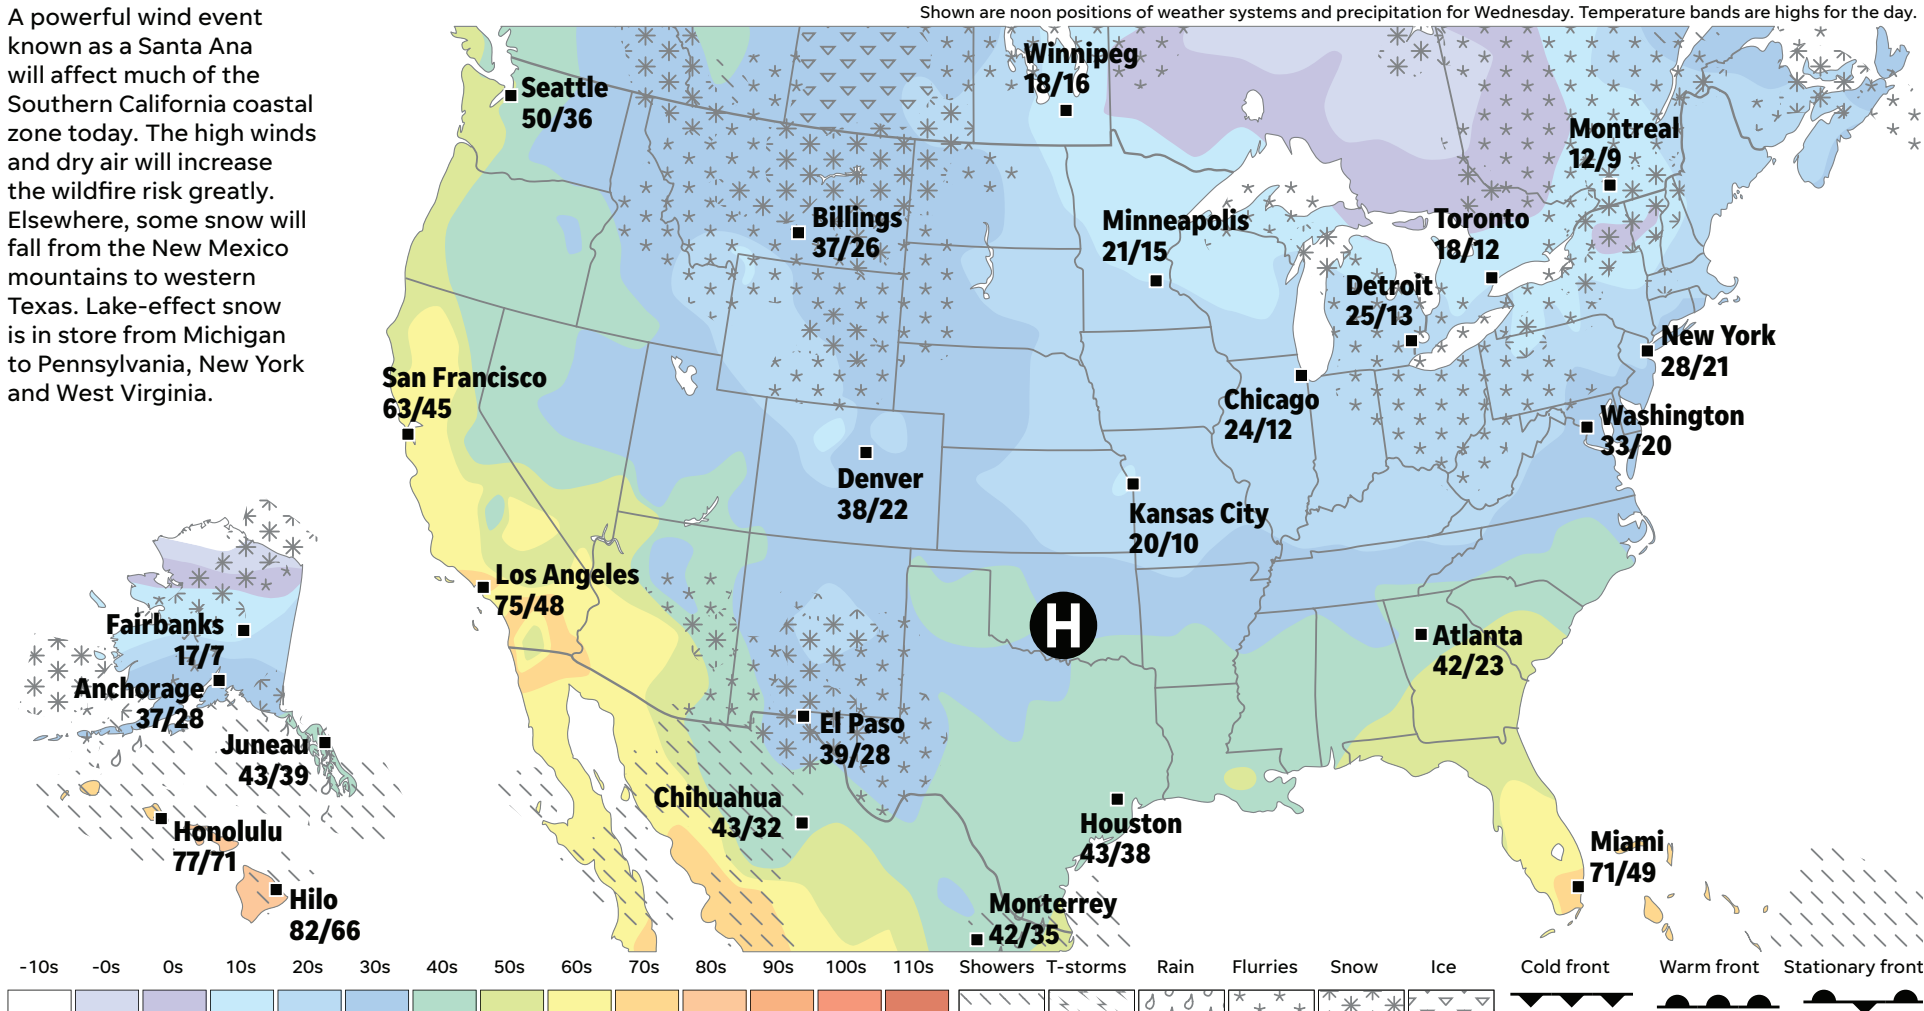 A powerful wind event
known as a Santa Ana
will affect much of the
Southern California coastal
zone today. The high winds
and dry air will increase
the wildfire risk greatly.
Elsewhere, some snow will
fall from the New Mexico
mountains to western
Texas. Lake-effect snow
is in store from Michigan
to Pennsylvania, New York
and West Virginia.
Shown are noon positions of weather systems and precipitation for Wednesday. Temperature bands are highs for the day.
Winnipeg
18/16
Seattle
50/36
Montreal
12/9
Billings
37/26
Minneapolis
21/15
Toronto
18/12
Detroit
25/13
New York
28/21
San Francisco
63/45
Chicago
24/12
Washington
33/20
Denver
38/22
Kansas City
20/10
Los Angeles
75/48
H
Atlanta
42/23
Fairbanks
17/7
Anchorage
37/28
Juneau
43/39
El Paso
39/28
Chihuahua
43/32
Houston
43/38
Honolulu
77/71
Miami
71/49
Hilo
82/66
Monterrey
42/35
-10s -0s 0s 10s 20s 30s 40s 50s 60s 70s 80s 90s 100s 110s Showers T-storms Rain Flurries Snow Ice Cold front Warm front Stationary front